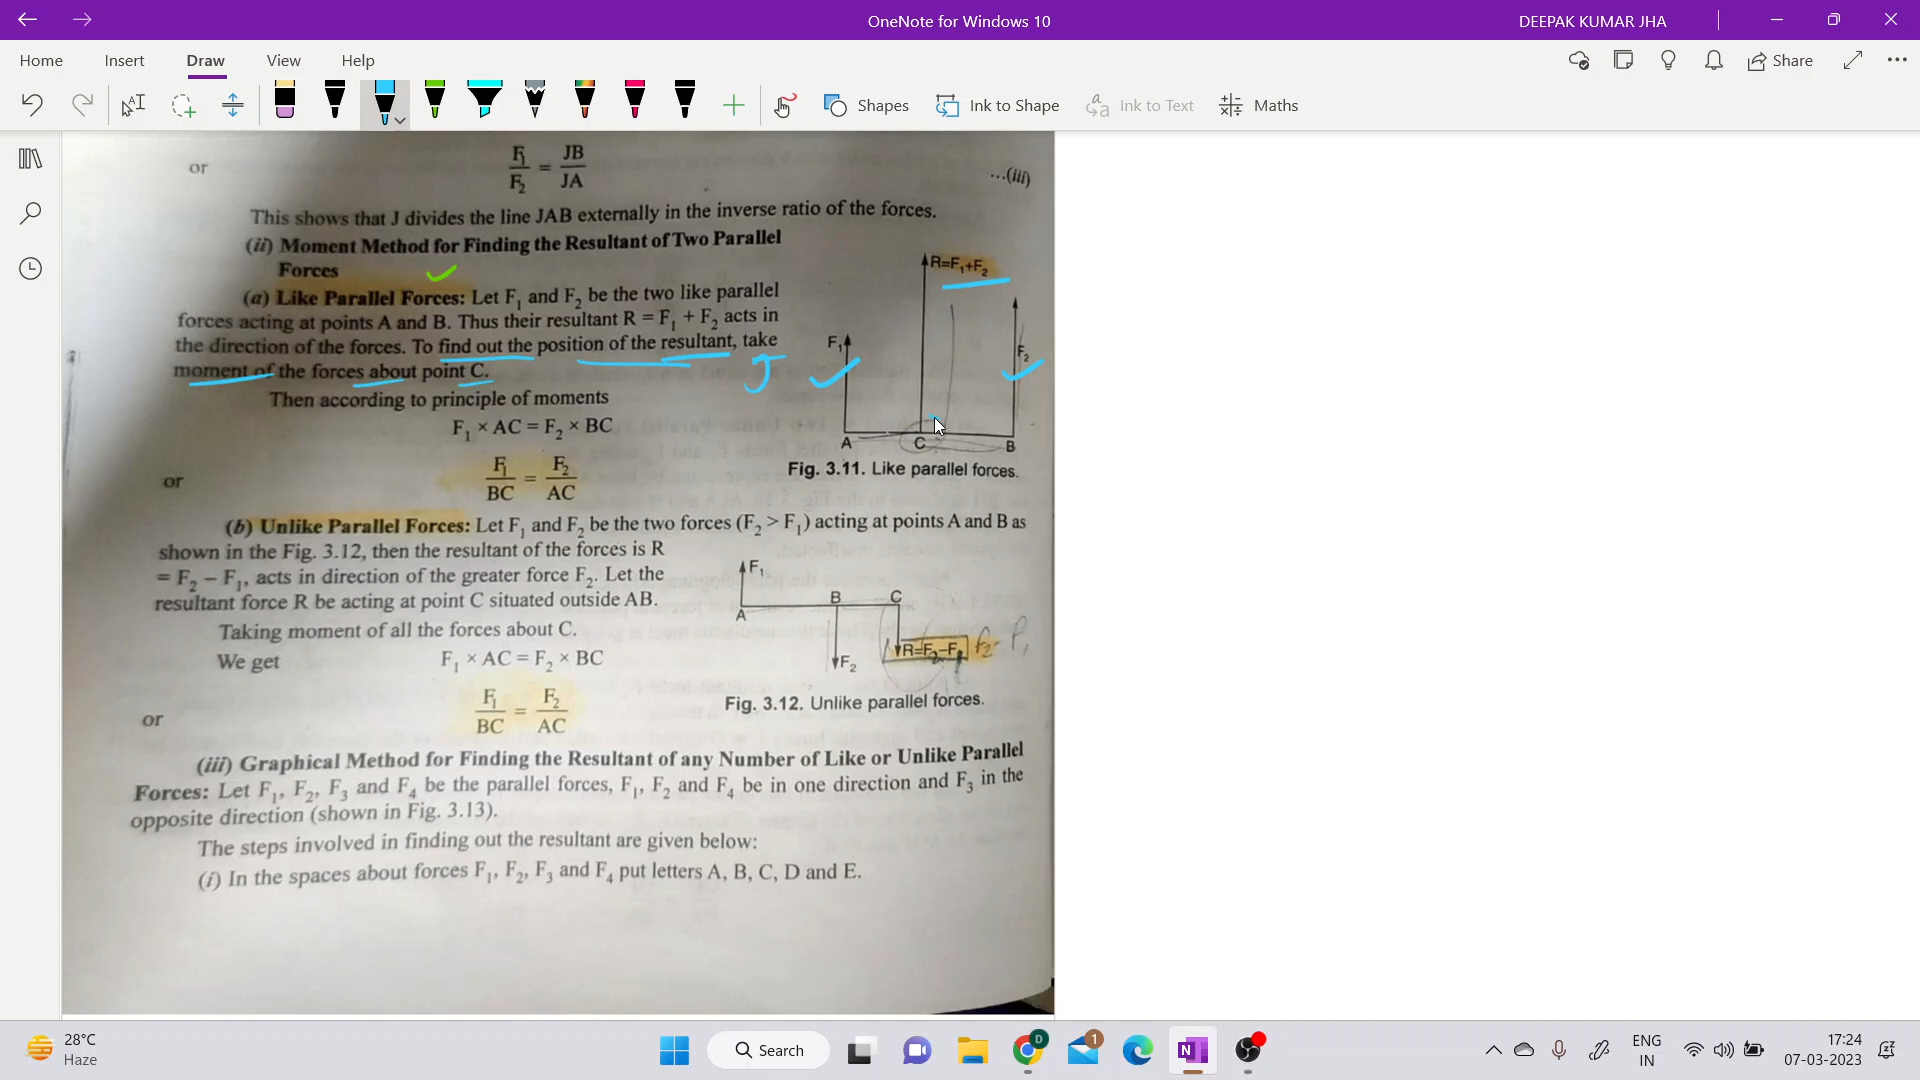 OneNote for Windows 10
DEEPAK KUMAR JHA
Home Insert Draw View Help
Share
Shapes Ink to Shape Ink to Text Maths
or F₁/F₂ = JB/JA ...(iii)
This shows that J divides the line JAB externally in the inverse ratio of the forces.
(ii) Moment Method for Finding the Resultant of Two Parallel
Forces
(a) Like Parallel Forces: Let F₁ and F₂ be the two like parallel
forces acting at points A and B. Thus their resultant R = F₁ + F₂ acts in
the direction of the forces. To find out the position of the resultant, take
moment of the forces about point C.
Then according to principle of moments
F₁ × AC = F₂ × BC
or F₁/BC = F₂/AC
R=F₁+F₂
F₁
F₂
A C B
Fig. 3.11. Like parallel forces.
(b) Unlike Parallel Forces: Let F₁ and F₂ be the two forces (F₂ > F₁) acting at points A and B as
shown in the Fig. 3.12, then the resultant of the forces is R
= F₂ – F₁, acts in direction of the greater force F₂. Let the
resultant force R be acting at point C situated outside AB.
Taking moment of all the forces about C.
We get F₁ × AC = F₂ × BC
or F₁/BC = F₂/AC
F₁
A B C
F₂
R=F₂–F₁ f₂- F₁
Fig. 3.12. Unlike parallel forces.
(iii) Graphical Method for Finding the Resultant of any Number of Like or Unlike Parallel
Forces: Let F₁, F₂, F₃ and F₄ be the parallel forces, F₁, F₂ and F₄ be in one direction and F₃ in the
opposite direction (shown in Fig. 3.13).
The steps involved in finding out the resultant are given below:
(i) In the spaces about forces F₁, F₂, F₃ and F₄ put letters A, B, C, D and E.
28°C
Haze
Search
D
1
N
ENG
IN
17:24
07-03-2023